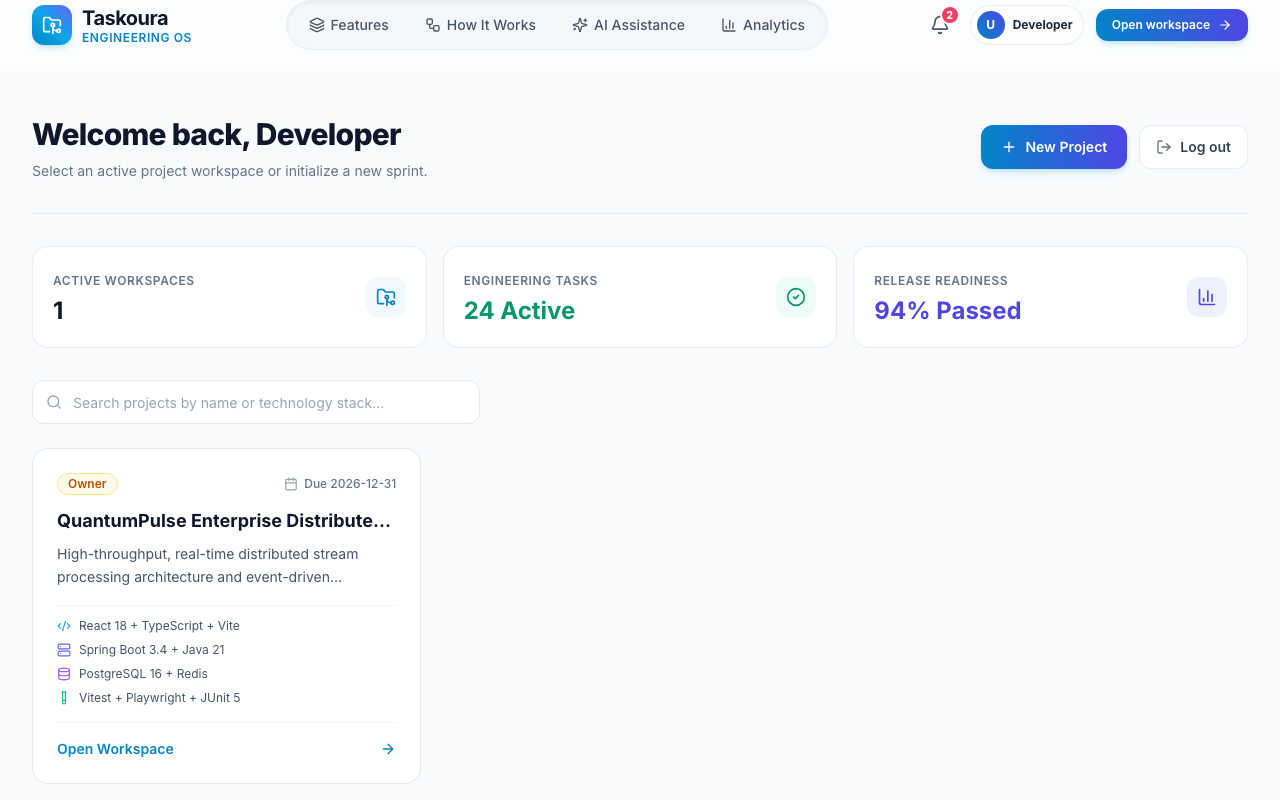 Taskoura
ENGINEERING OS
Features
How It Works
AI Assistance
Analytics
2
U
Developer
Open workspace
Welcome back, Developer
Select an active project workspace or initialize a new sprint.
New Project
Log out
ACTIVE WORKSPACES
1
ENGINEERING TASKS
24 Active
RELEASE READINESS
94% Passed
Search projects by name or technology stack...
Owner
Due 2026-12-31
QuantumPulse Enterprise Distribute...
High-throughput, real-time distributed stream
processing architecture and event-driven...
React 18 + TypeScript + Vite
Spring Boot 3.4 + Java 21
PostgreSQL 16 + Redis
Vitest + Playwright + JUnit 5
Open Workspace